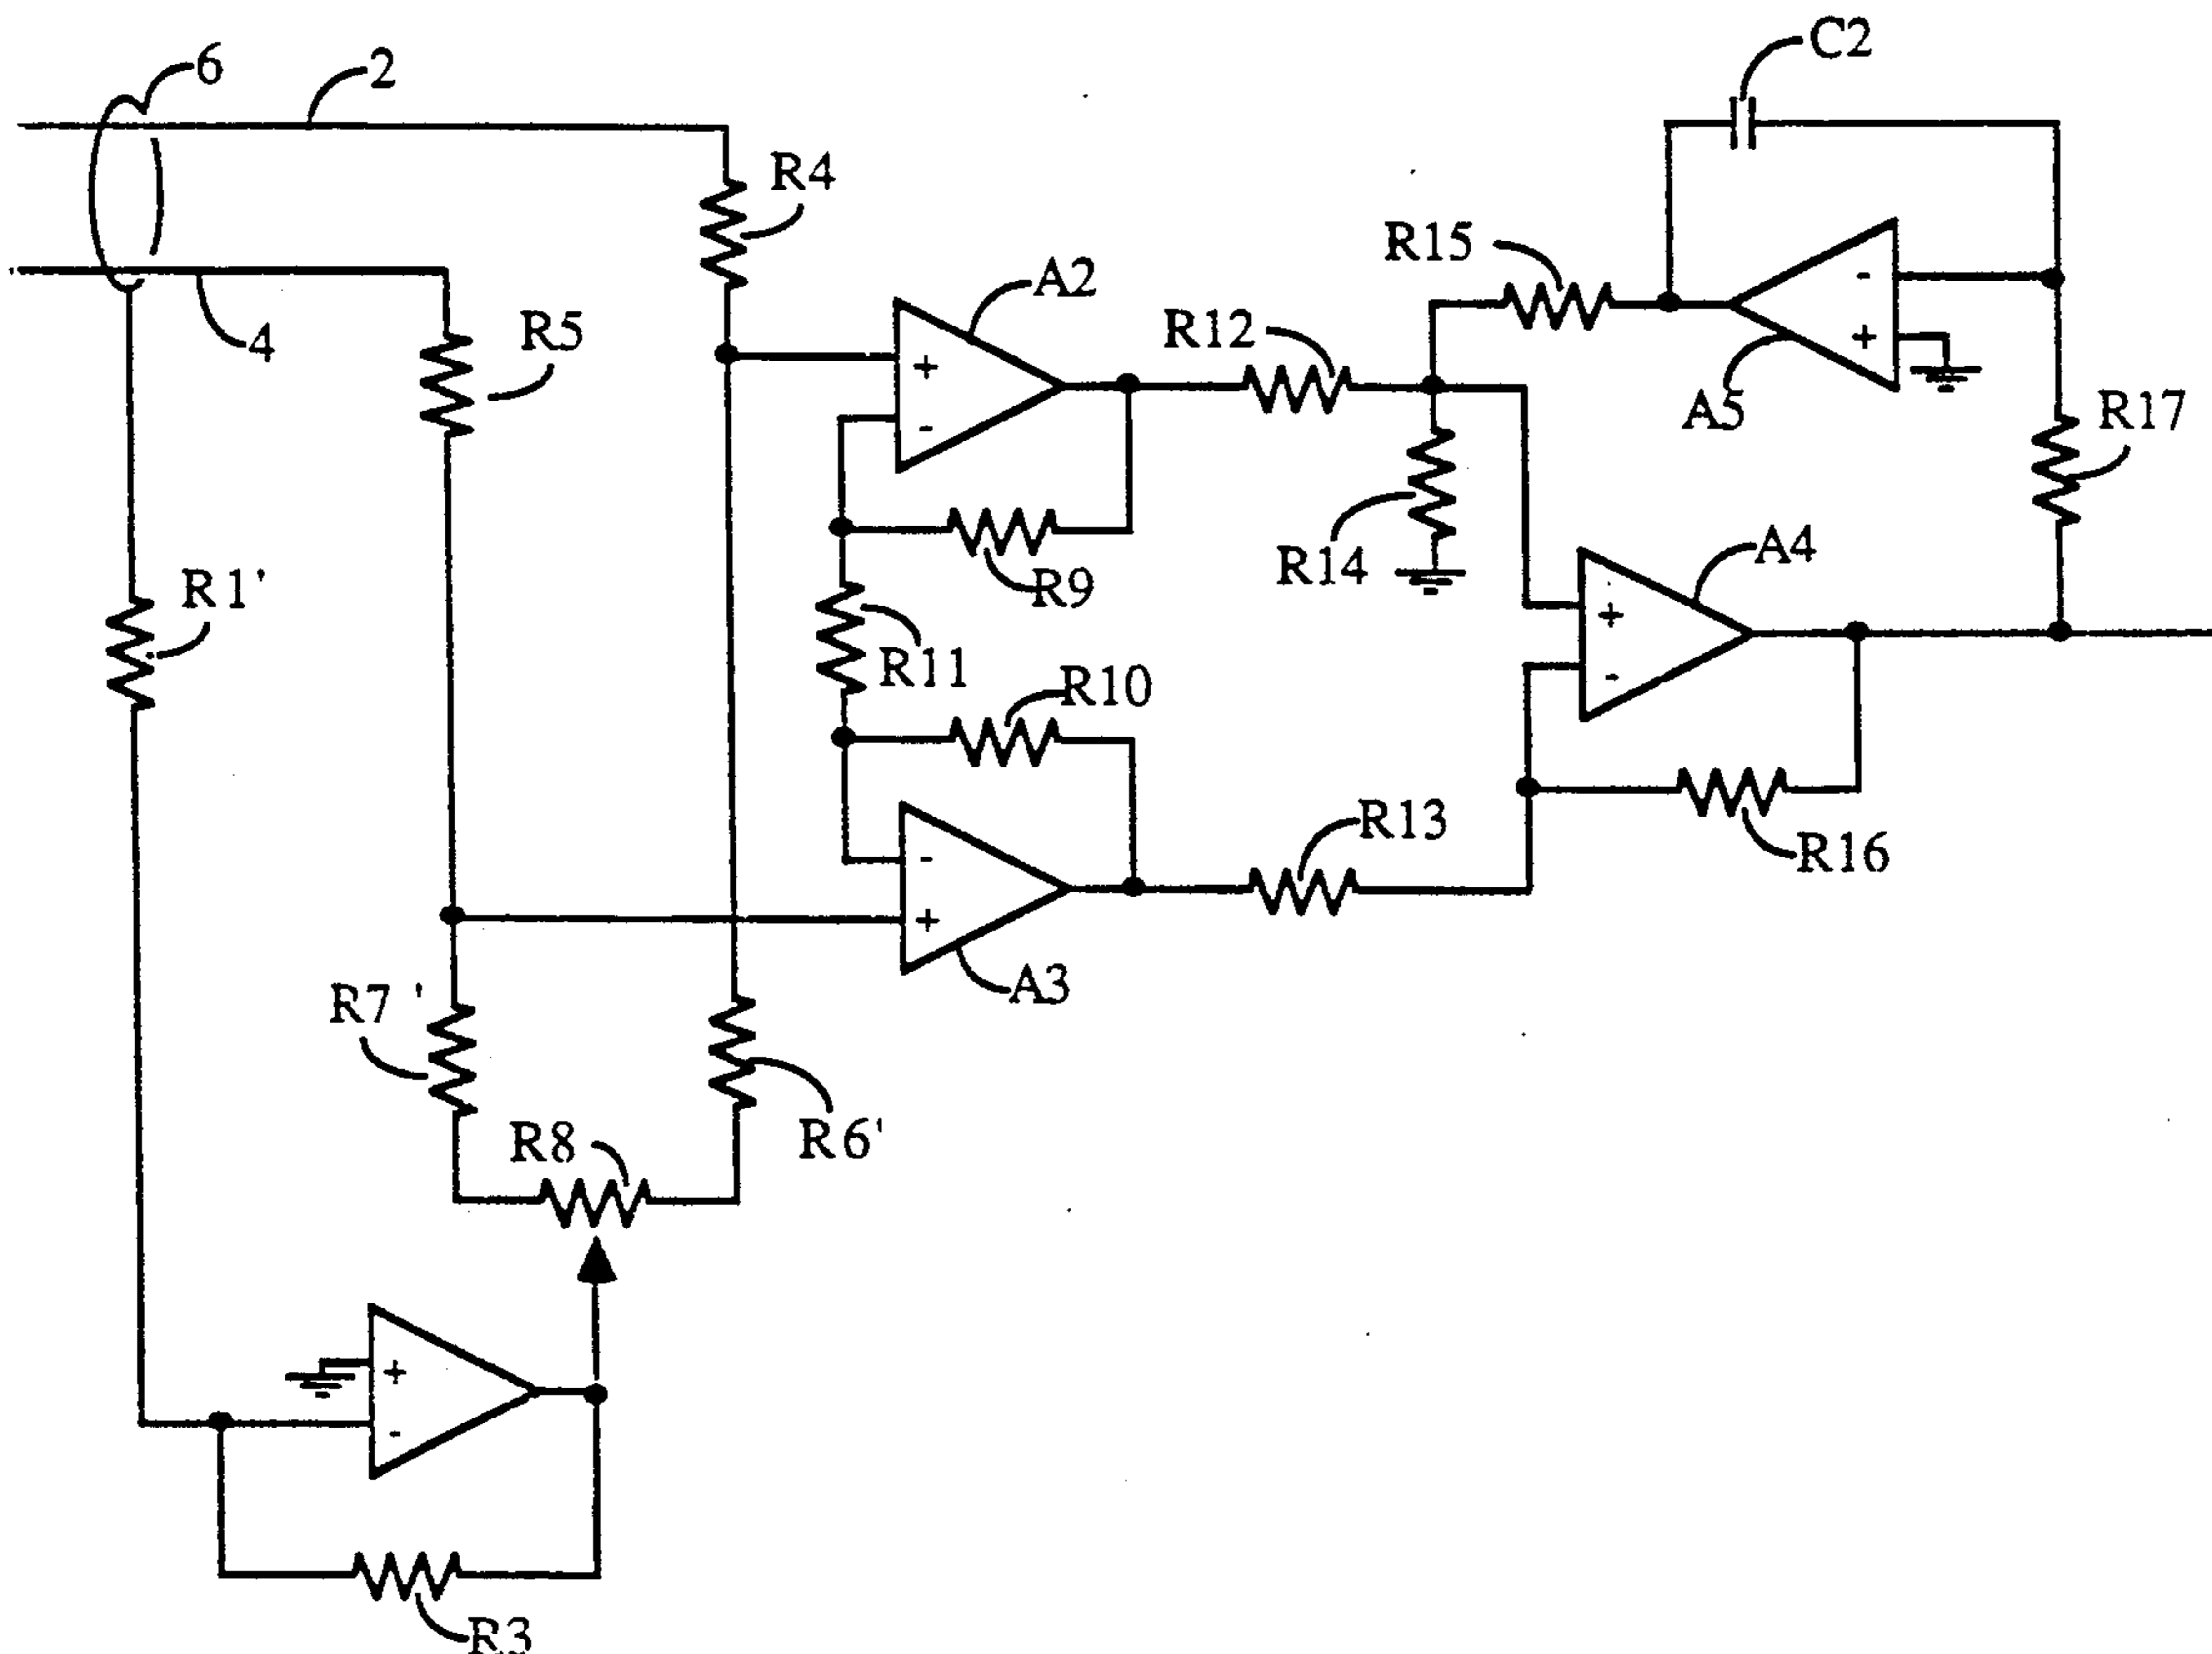 C2
6
2
R4
R15
A2
R5
R12
4
-
+
+
-
A5
R17
R14
A4
R1'
R9
+
R11
R10
-
R13
R16
-
+
A3
R7 '
R8
R6'
+
-
R3